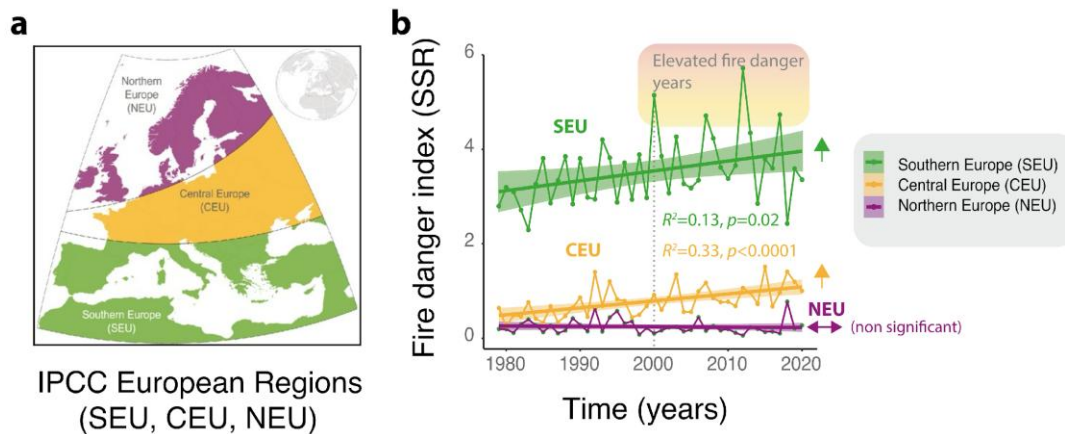 a
Northern
Europe
(NEU)
Central Europe
(CEU)
Southern Europe
(SEU)
IPCC European Regions
(SEU, CEU, NEU)
b
Fire danger index (SSR)
6
4
2
0
Elevated fire danger
years
SEU
R²=0.13, p=0.02
R²=0.33, p<0.0001
CEU
NEU
(non significant)
1980
1990
2000
2010
2020
Time (years)
Southern Europe (SEU)
Central Europe (CEU)
Northern Europe (NEU)